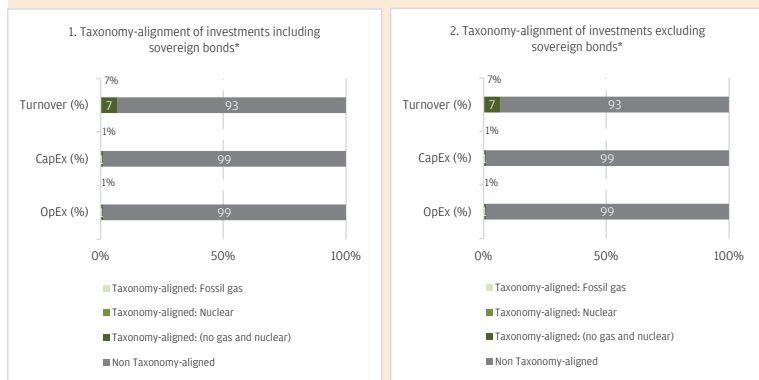 1. Taxonomy-alignment of investments including
sovereign bonds*
7%
Turnover (%) 7 93
1%
CapEx (%) 1 99
1%
OpEx (%) 1 99
0% 50% 100%
Taxonomy-aligned: Fossil gas
Taxonomy-aligned: Nuclear
Taxonomy-aligned: (no gas and nuclear)
Non Taxonomy-aligned
2. Taxonomy-alignment of investments excluding
sovereign bonds*
7%
Turnover (%) 7 93
1%
CapEx (%) 1 99
1%
OpEx (%) 1 99
0% 50% 100%
Taxonomy-aligned: Fossil gas
Taxonomy-aligned: Nuclear
Taxonomy-aligned: (no gas and nuclear)
Non Taxonomy-aligned